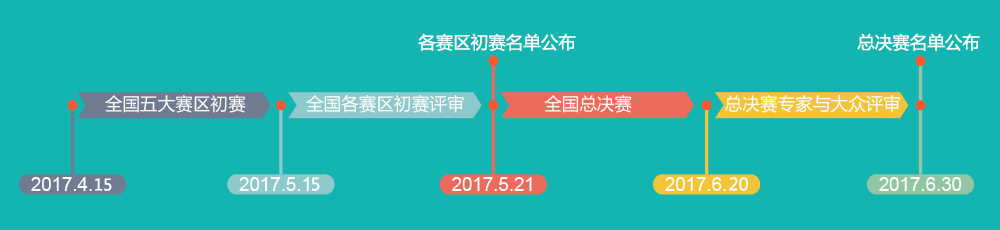 各赛区初赛名单公布
总决赛名单公布
全国五大赛区初赛
全国各赛区初赛评审
全国总决赛
总决赛专家与大众评审
2017.4.15
2017.5.15
2017.5.21
2017.6.20
2017.6.30